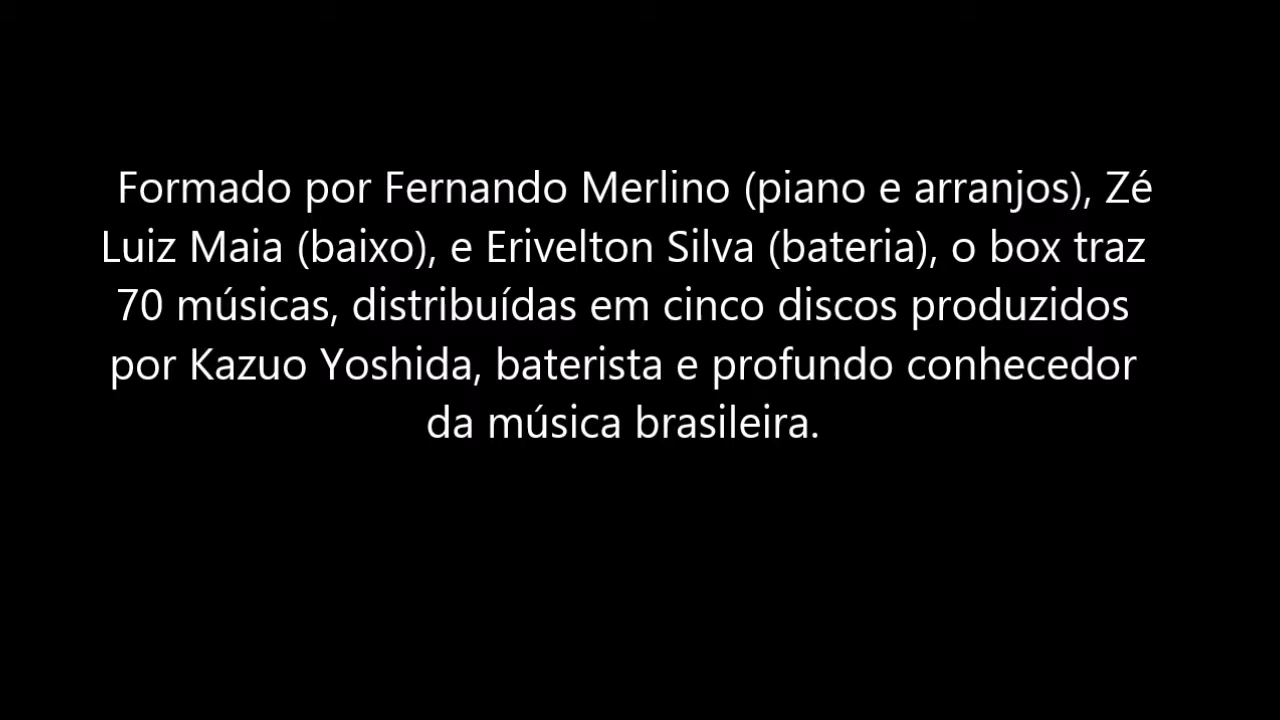 Formado por Fernando Merlino (piano e arranjos), Zé
Luiz Maia (baixo), e Erivelton Silva (bateria), o box traz
70 músicas, distribuídas em cinco discos produzidos
por Kazuo Yoshida, baterista e profundo conhecedor
da música brasileira.